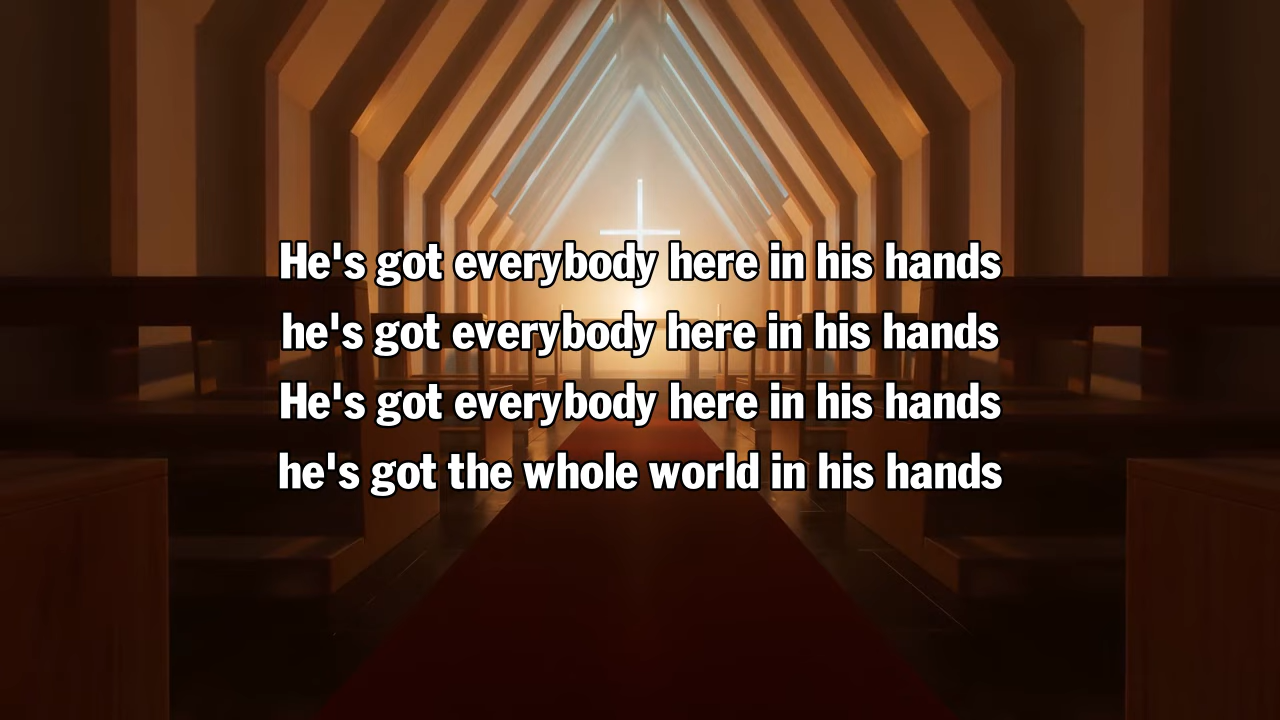 He's got everybody here in his hands
he's got everybody here in his hands
He's got everybody here in his hands
he's got the whole world in his hands